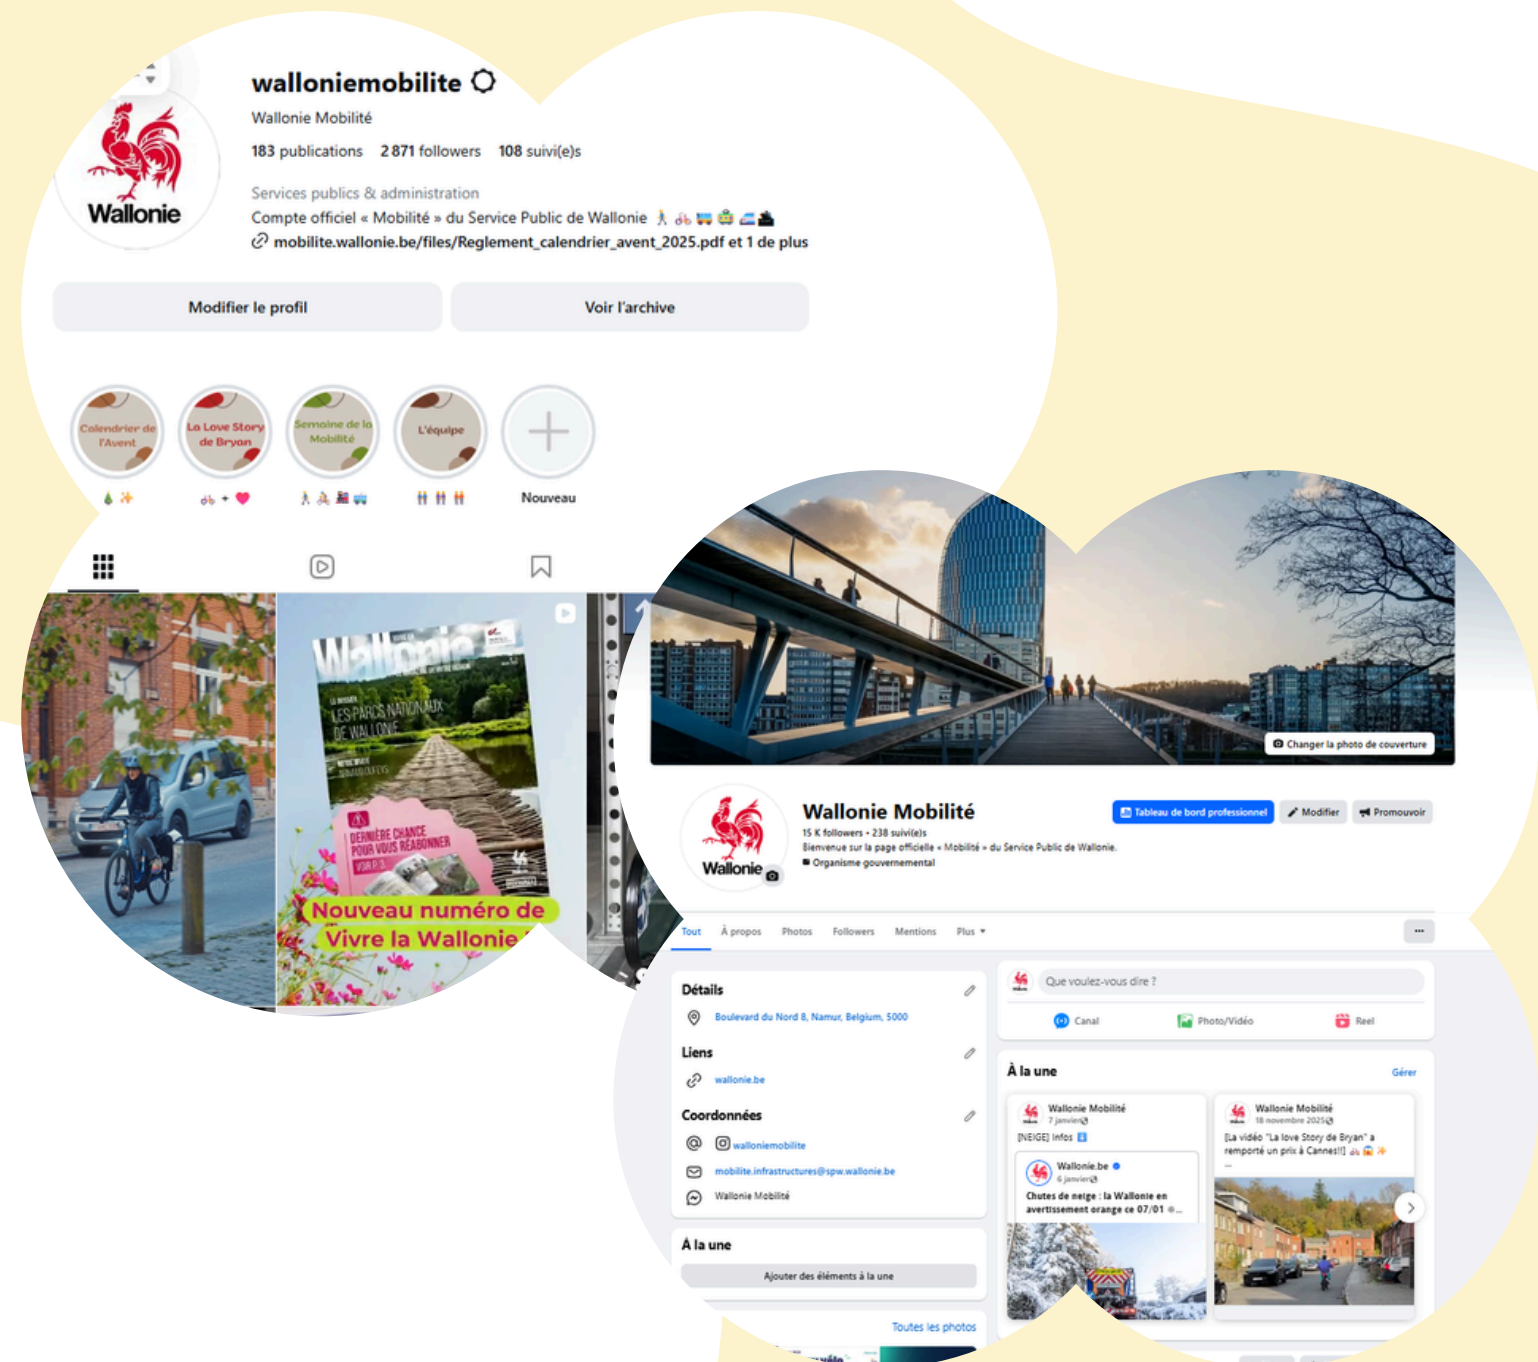 walloniemobilite
Wallonie Mobilité
183 publications 2 871 followers 108 suivi(e)s
Services publics & administration
Compte officiel « Mobilité » du Service Public de Wallonie
mobilite.wallonie.be/files/Reglement_calendrier_avent_2025.pdf et 1 de plus
Wallonie
Modifier le profil
Voir l'archive
Calendrier de l'Avent
La Love Story de Bryan
Semaine de la Mobilité
L'équipe
Nouveau
Wallonie
LES PARCS NATIONAUX
DE WALLONIE
DERNIÈRE CHANCE
POUR VOUS RÉABONNER
VOIR P. 3
Nouveau numéro de
Vivre la Wallonie !
Changer la photo de couverture
Wallonie
Wallonie Mobilité
15 K followers • 238 suivi(e)s
Bienvenue sur la page officielle « Mobilité » du Service Public de Wallonie.
Organisme gouvernemental
Tableau de bord professionnel
Modifier
Promouvoir
Tout À propos Photos Followers Mentions Plus
Détails
Boulevard du Nord 8, Namur, Belgium, 5000
Liens
wallonie.be
Coordonnées
walloniemobilite
mobilite.infrastructures@spw.wallonie.be
Wallonie Mobilité
À la une
Ajouter des éléments à la une
Toutes les photos
Que voulez-vous dire ?
Canal
Photo/Vidéo
Reel
À la une
Gérer
Wallonie Mobilité
7 janvier
[NEIGE] Infos
Wallonie.be
6 janvier
Chutes de neige : la Wallonie en
avertissement orange ce 07/01 ...
Wallonie Mobilité
18 novembre 2025
[La vidéo "La love Story de Bryan" a
remporté un prix à Cannes!!]
...